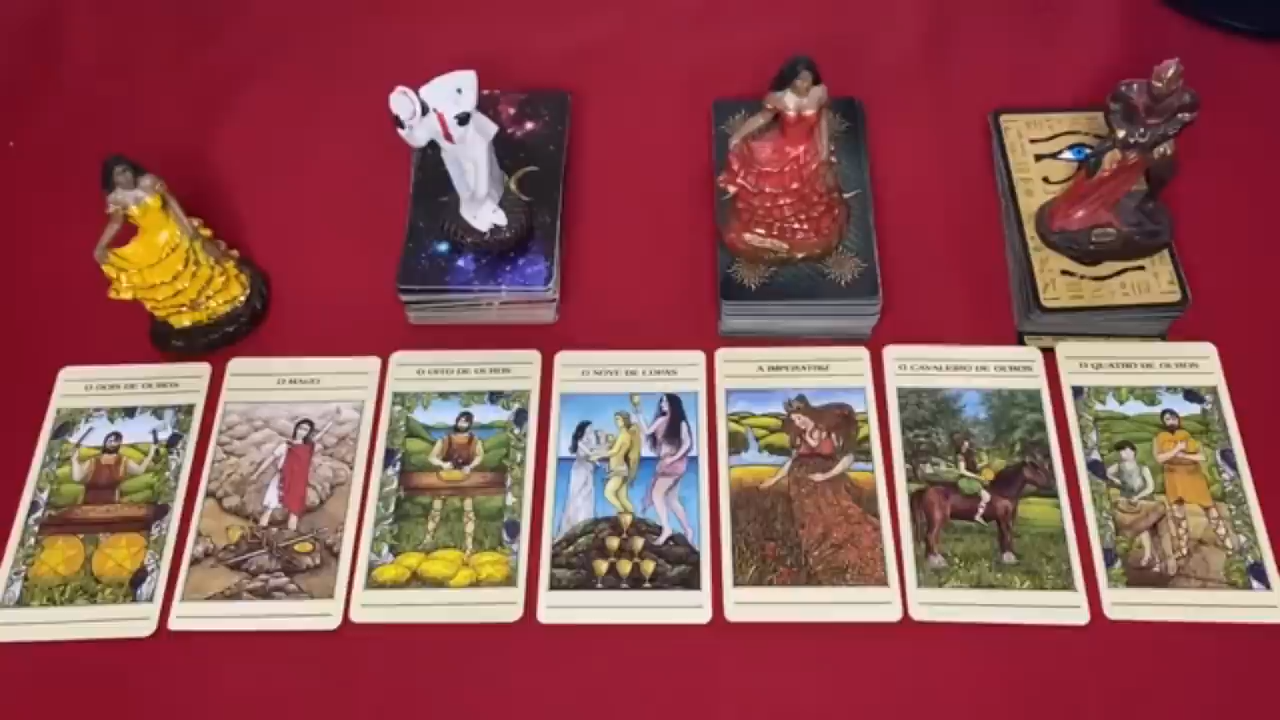 O DOIS DE OUROS
O MAGO
O OITO DE OUROS
O NOVE DE COPAS
A IMPERATRIZ
O CAVALEIRO DE OUROS
O QUATRO DE OUROS